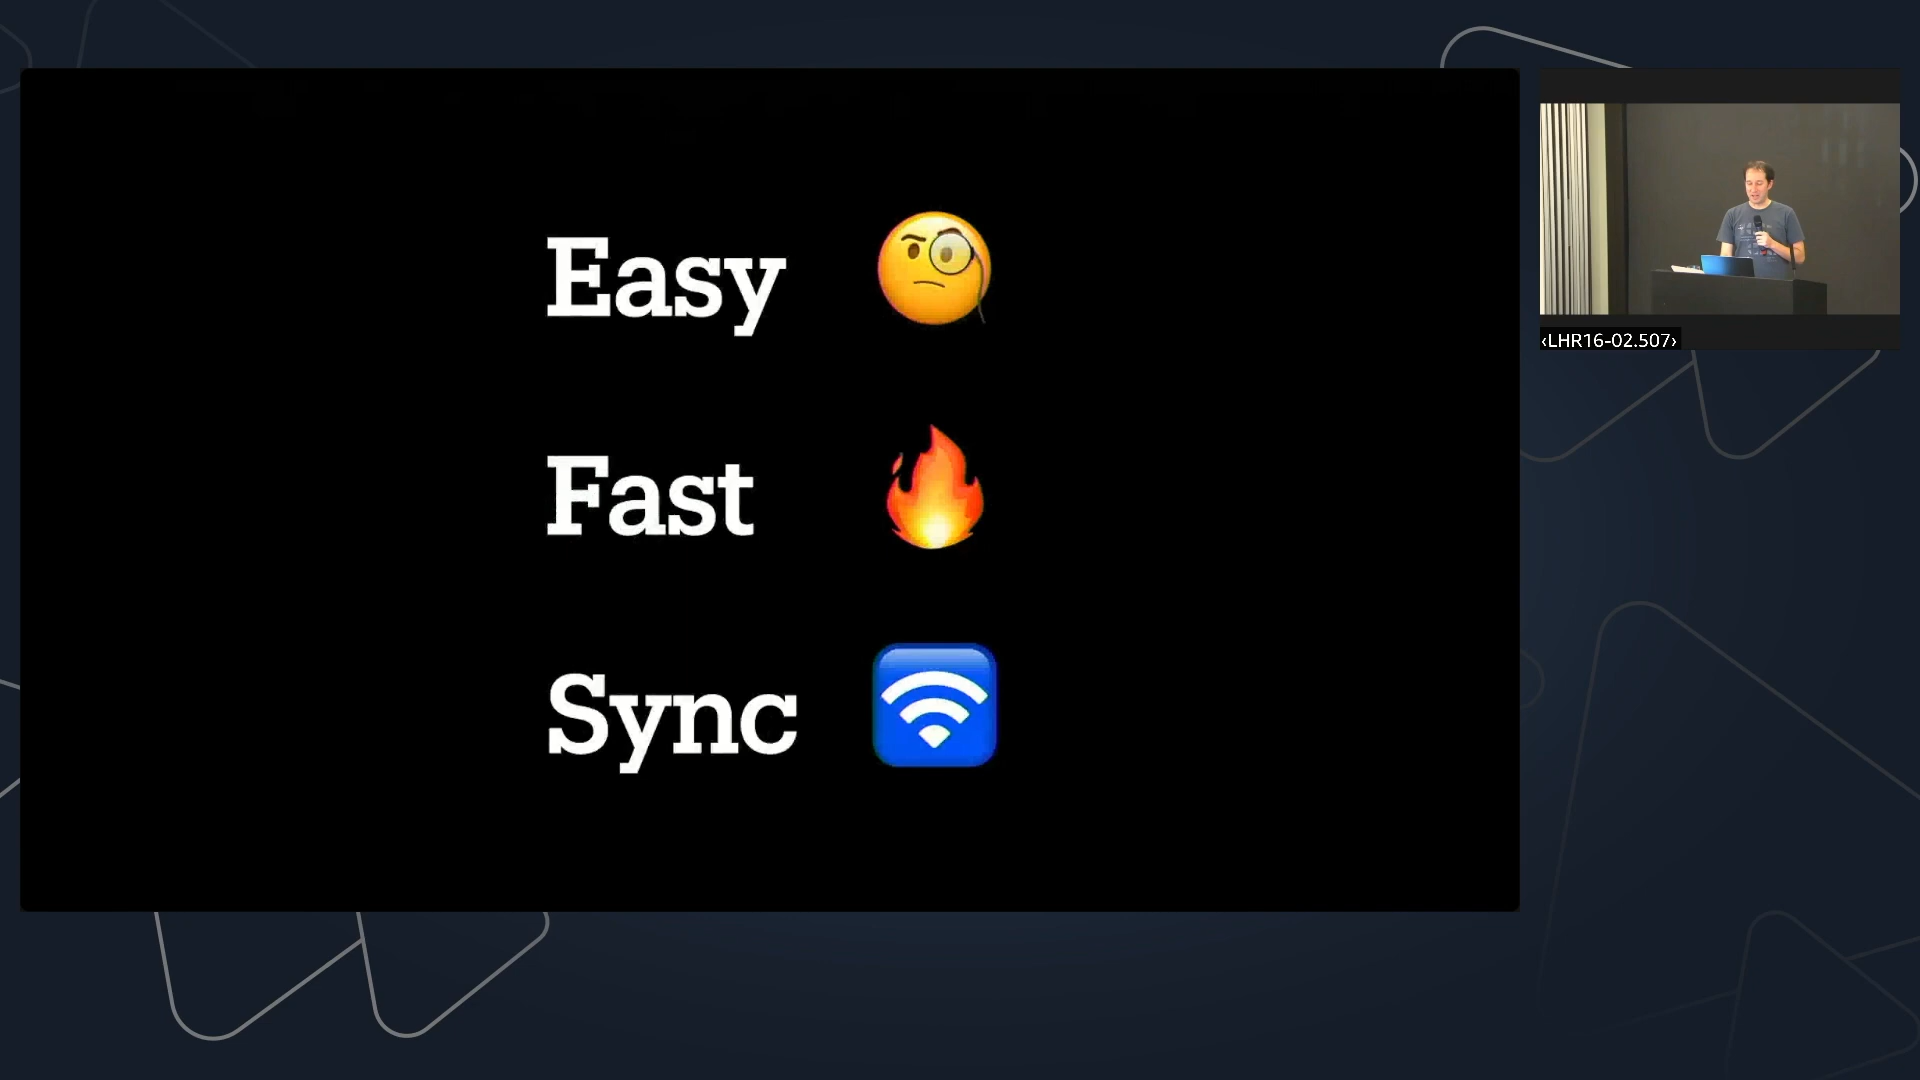 Easy 🧐
Fast 🔥
Sync 🛜
‹LHR16-02.507›